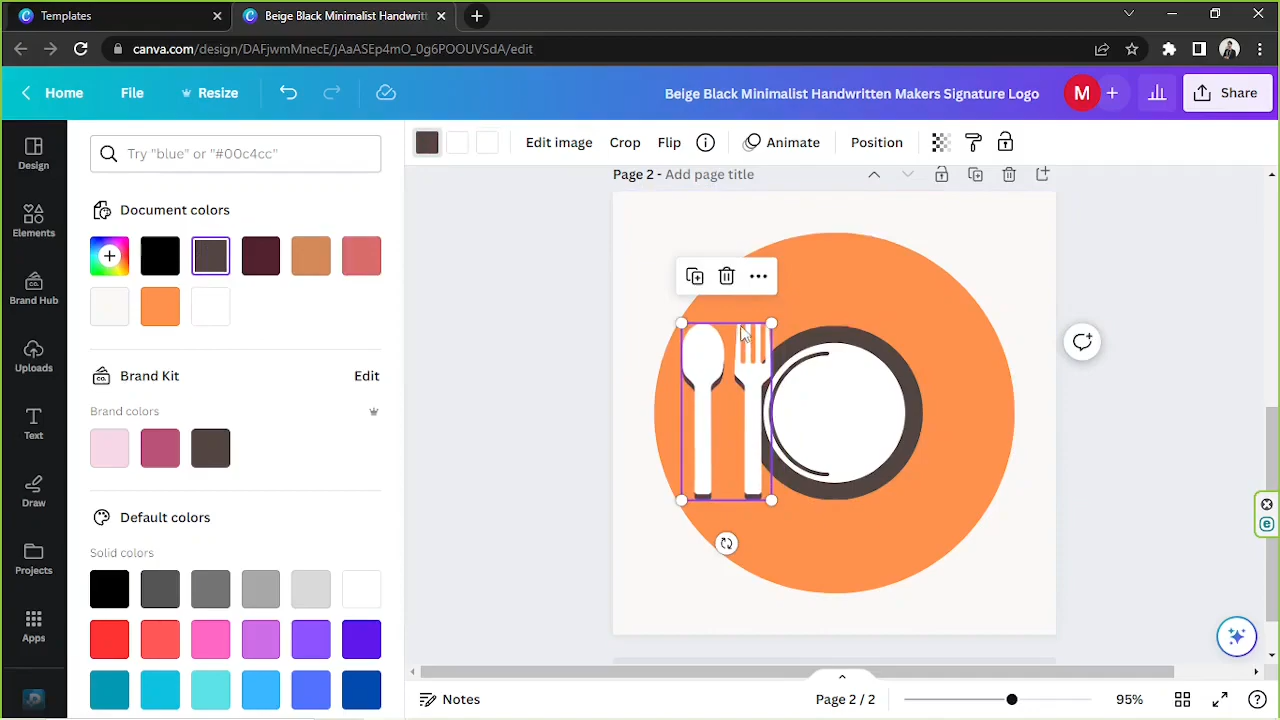 Templates
Beige Black Minimalist Handwritt
canva.com/design/DAFjwmMnecE/jAaASEp4mO_0g6POOUVSdA/edit
Home
File
Resize
Beige Black Minimalist Handwritten Makers Signature Logo
M
Share
Design
Elements
Brand Hub
Uploads
Text
Draw
Projects
Apps
Try "blue" or "#00c4cc"
Document colors
Brand Kit
Edit
Brand colors
Default colors
Solid colors
Edit image
Crop
Flip
Animate
Position
Page 2 - Add page title
Notes
Page 2 / 2
95%